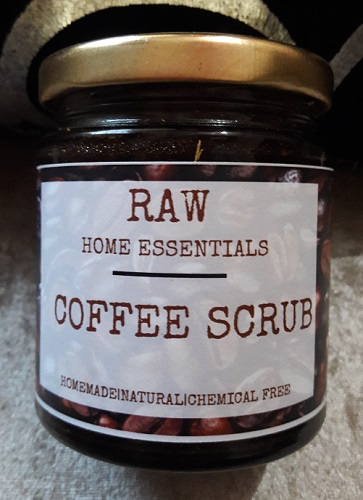 RAW
HOME ESSENTIALS
COFFEE SCRUB
HOMEMADE|NATURAL|CHEMICAL FREE